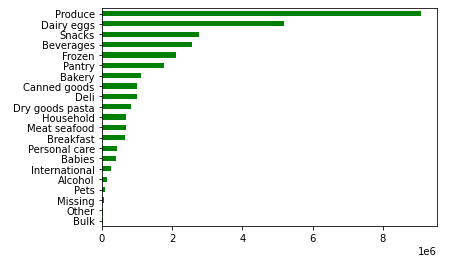 Produce
Dairy eggs
Snacks
Beverages
Frozen
Pantry
Bakery
Canned goods
Deli
Dry goods pasta
Household
Meat seafood
Breakfast
Personal care
Babies
International
Alcohol
Pets
Missing
Other
Bulk
0 2 4 6 8
1e6